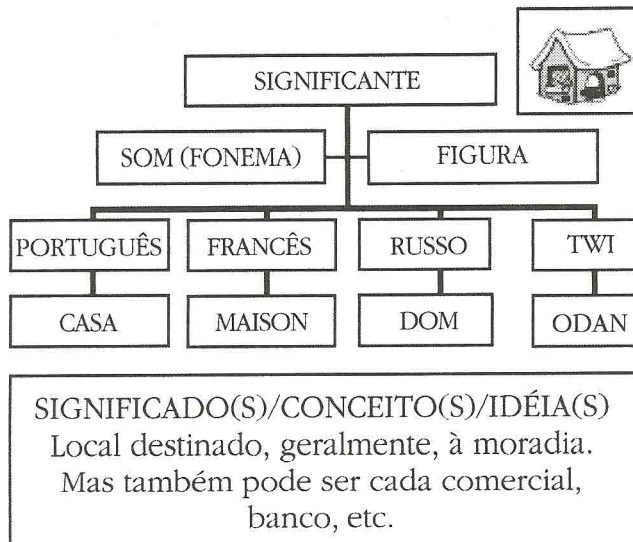 SIGNIFICANTE
SOM (FONEMA)
FIGURA
PORTUGUÊS
FRANCÊS
RUSSO
TWI
CASA
MAISON
DOM
ODAN
SIGNIFICADO(S)/CONCEITO(S)/IDÉIA(S)
Local destinado, geralmente, à moradia.
Mas também pode ser cada comercial,
banco, etc.